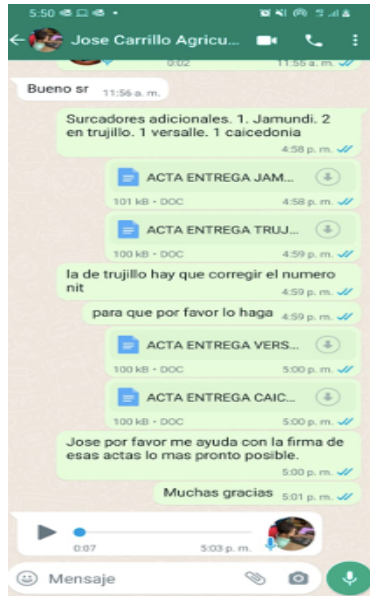 5:50
Jose Carrillo Agricu...
0:02 11:55 a. m.
Bueno sr 11:56 a. m.
Surcadores adicionales. 1. Jamundi. 2
en trujillo. 1 versalle. 1 caicedonia
4:58 p. m.
ACTA ENTREGA JAM...
101 kB • DOC 4:58 p. m.
ACTA ENTREGA TRUJ...
100 kB • DOC 4:59 p. m.
la de trujillo hay que corregir el numero
nit 4:59 p. m.
para que por favor lo haga 4:59 p. m.
ACTA ENTREGA VERS...
100 kB • DOC 5:00 p. m.
ACTA ENTREGA CAIC...
100 kB • DOC 5:00 p. m.
Jose por favor me ayuda con la firma de
esas actas lo mas pronto posible.
5:00 p. m.
Muchas gracias 5:01 p. m.
0:07 5:03 p. m.
Mensaje